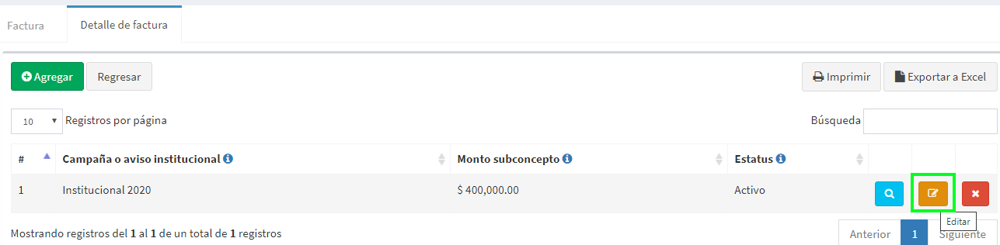 Factura Detalle de factura
Agregar Regresar Imprimir Exportar a Excel
10 Registros por página Búsqueda
# Campaña o aviso institucional Monto subconcepto Estatus
1 Institucional 2020 $ 400,000.00 Activo
Editar
Mostrando registros del 1 al 1 de un total de 1 registros Anterior 1 Siguiente